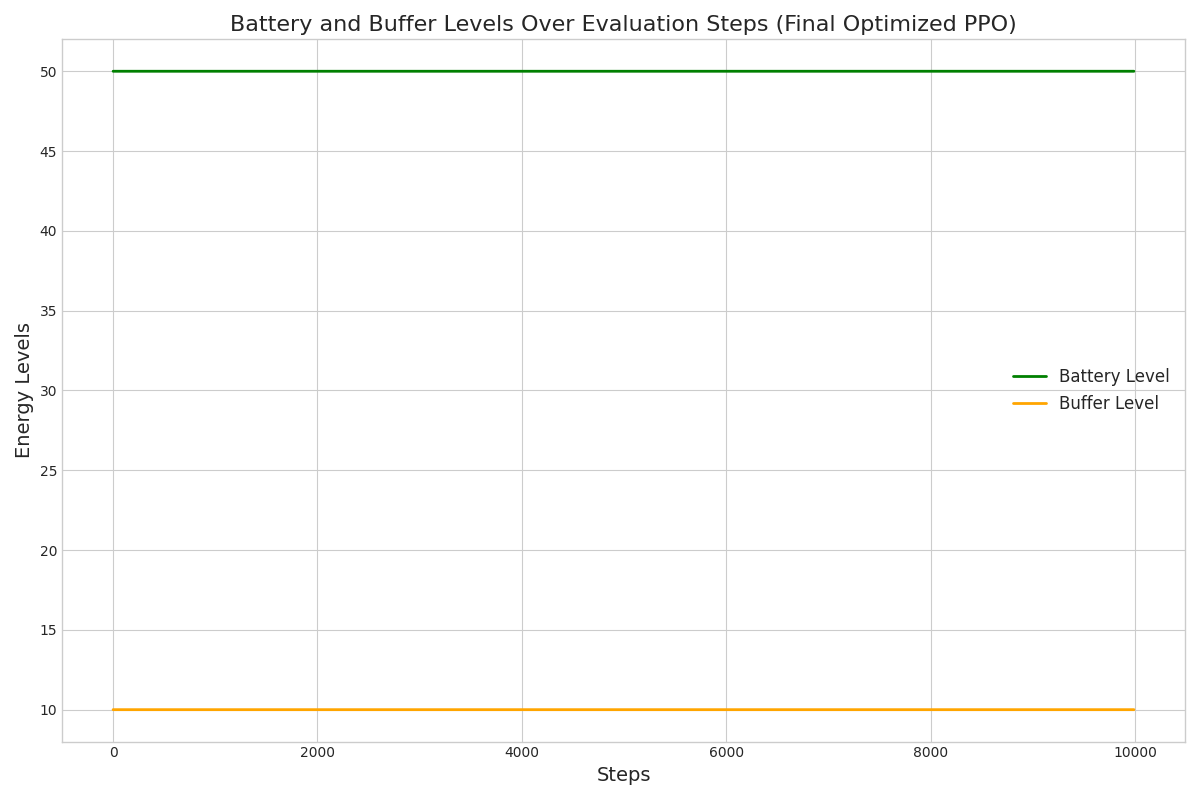 Battery and Buffer Levels Over Evaluation Steps (Final Optimized PPO)
Energy Levels
50
45
40
35
30
25
20
15
10
Battery Level
Buffer Level
0 2000 4000 6000 8000 10000
Steps